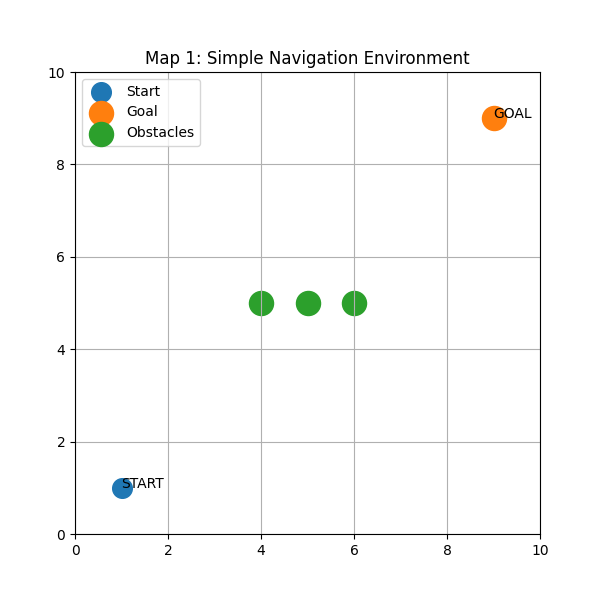 Map 1: Simple Navigation Environment
Start
Goal
Obstacles
GOAL
START
10
8
6
4
2
0
0 2 4 6 8 10